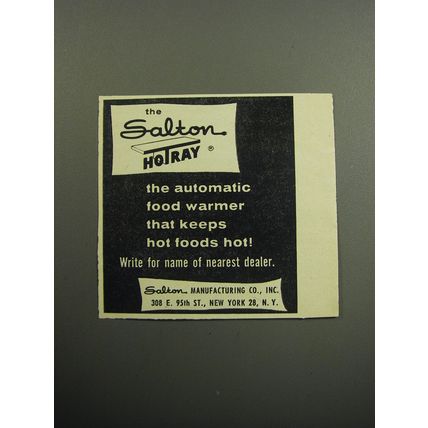 the
Salton
HOTRAY ®
the automatic
food warmer
that keeps
hot foods hot!
Write for name of nearest dealer.
Salton MANUFACTURING CO., INC.
308 E. 95th ST., NEW YORK 28, N. Y.